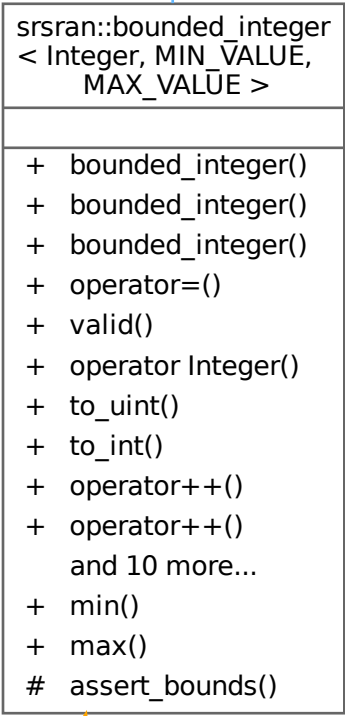 srsran::bounded_integer
< Integer, MIN_VALUE,
MAX_VALUE >
+ bounded_integer()
+ bounded_integer()
+ bounded_integer()
+ operator=()
+ valid()
+ operator Integer()
+ to_uint()
+ to_int()
+ operator++()
+ operator++()
and 10 more...
+ min()
+ max()
# assert_bounds()